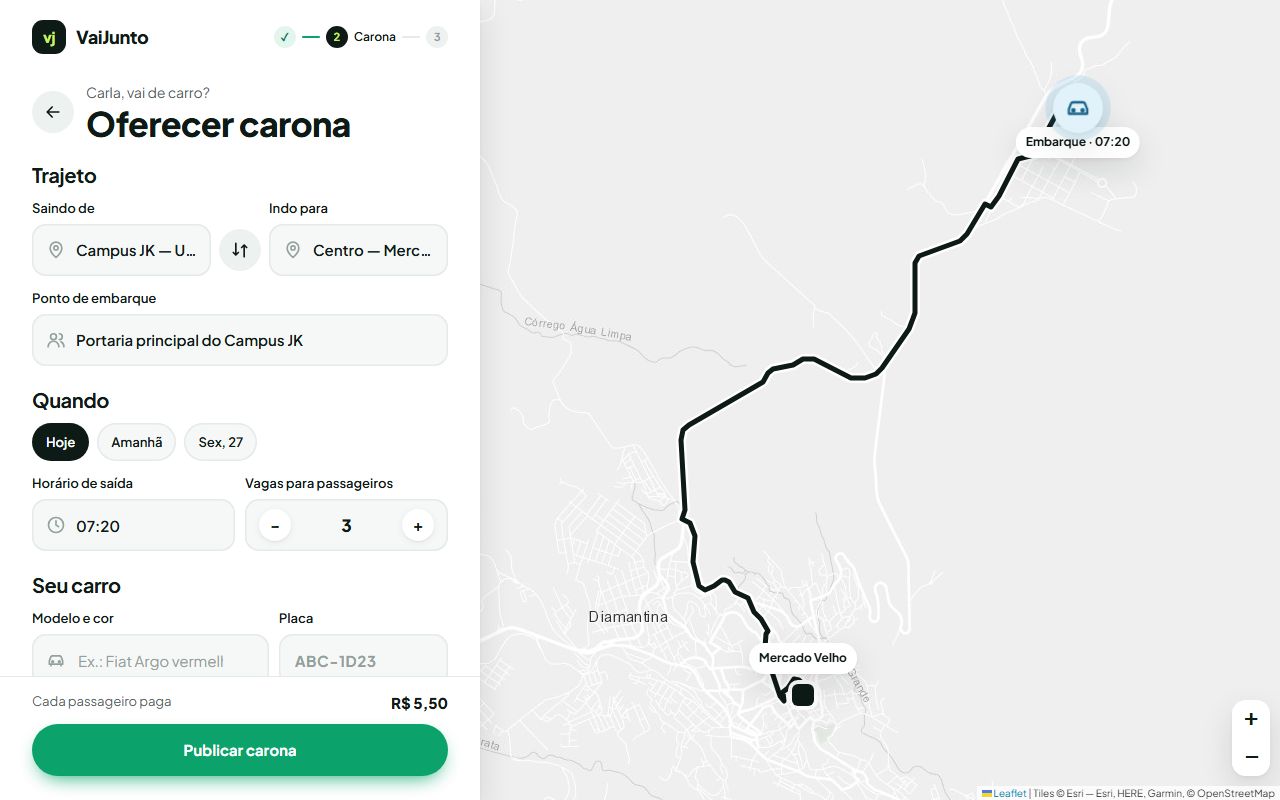 vj VaiJunto
✓ 2 Carona 3
Carla, vai de carro?
Oferecer carona
Trajeto
Saindo de Indo para
Campus JK — U... Centro — Merc...
Ponto de embarque
Portaria principal do Campus JK
Quando
Hoje Amanhã Sex, 27
Horário de saída Vagas para passageiros
07:20 − 3 +
Seu carro
Modelo e cor Placa
Ex.: Fiat Argo vermell ABC-1D23
Cada passageiro paga R$ 5,50
Publicar carona
Embarque · 07:20
Córrego Água Limpa
Diamantina
Mercado Velho
Grande
rata
+
−
Leaflet | Tiles © Esri — Esri, HERE, Garmin, © OpenStreetMap